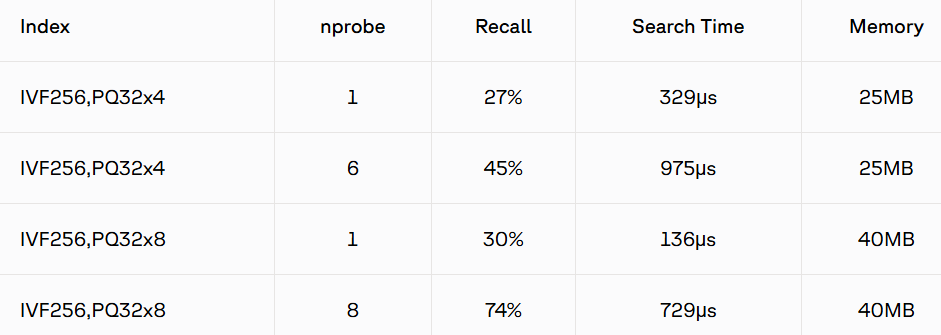 Index nprobe Recall Search Time Memory
IVF256,PQ32x4 1 27% 329µs 25MB
IVF256,PQ32x4 6 45% 975µs 25MB
IVF256,PQ32x8 1 30% 136µs 40MB
IVF256,PQ32x8 8 74% 729µs 40MB